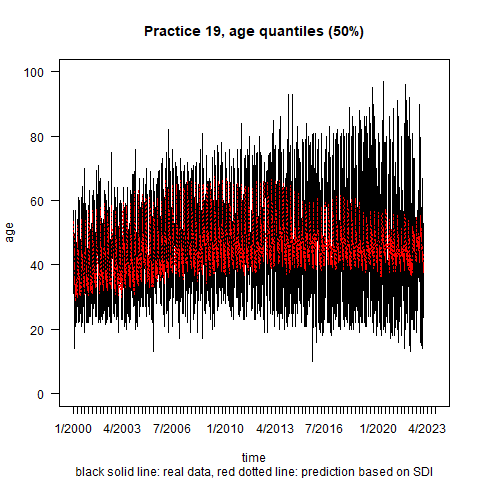 Practice 19, age quantiles (50%)
100
80
60
40
20
0
age
1/2000 4/2003 7/2006 1/2010 4/2013 7/2016 1/2020 4/2023
time
black solid line: real data, red dotted line: prediction based on SDI